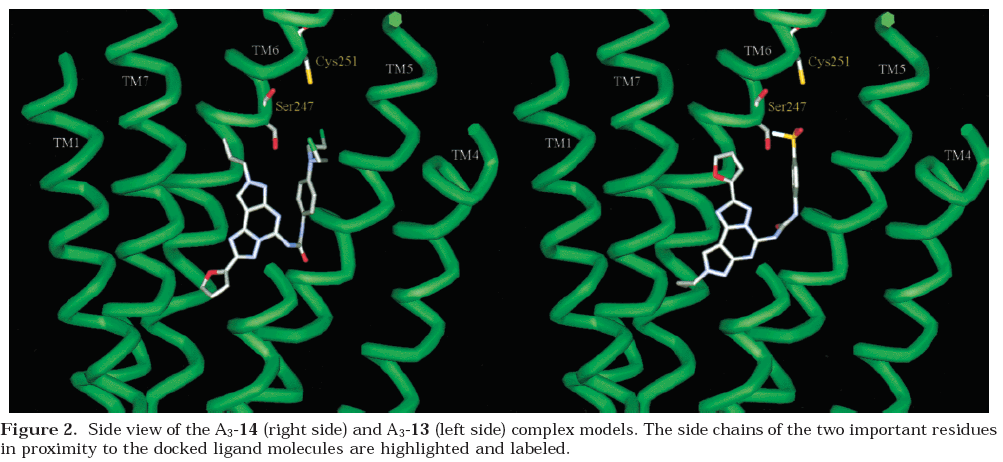 TM6
Cys251
TM7
TM5
Ser247
TM1
TM4
TM6
Cys251
TM7
TM5
Ser247
TM1
TM4
Figure 2. Side view of the A3-14 (right side) and A3-13 (left side) complex models. The side chains of the two important residues
in proximity to the docked ligand molecules are highlighted and labeled.